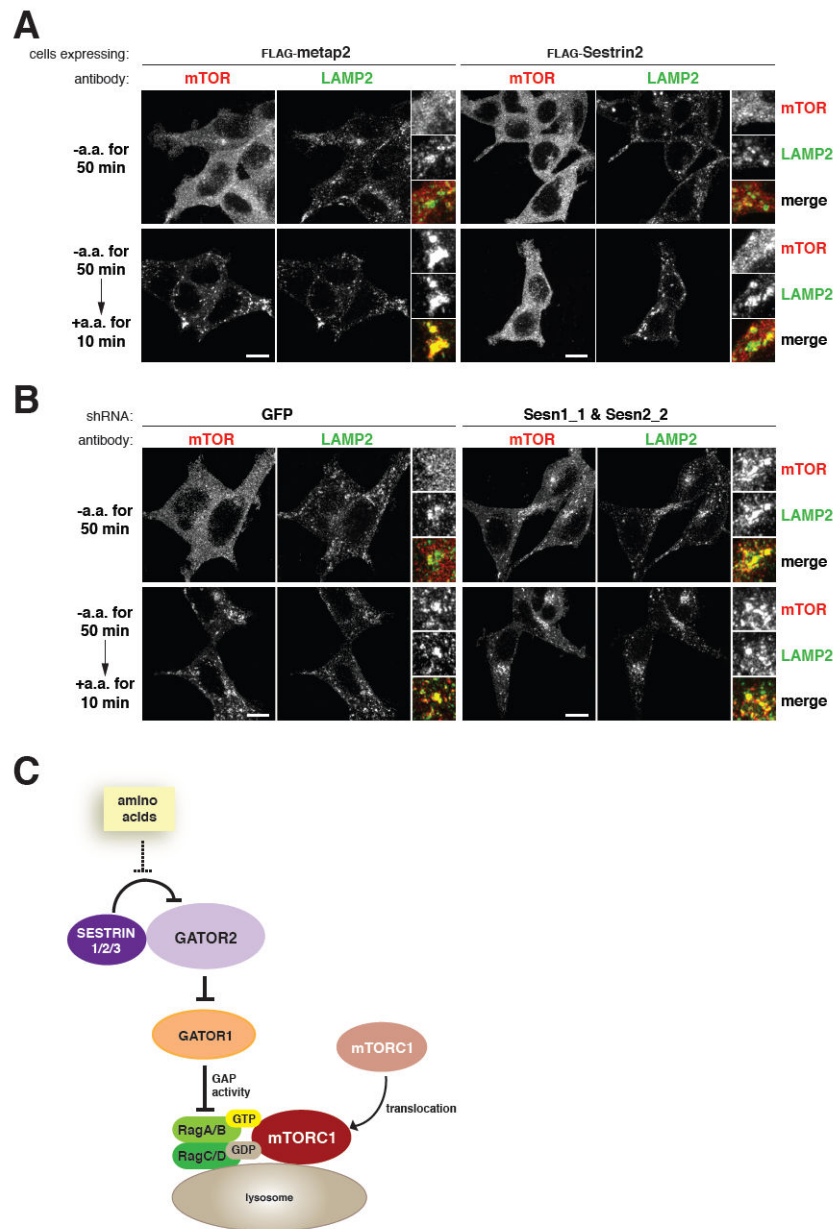 A
cells expressing: FLAG-metap2 FLAG-Sestrin2
antibody: mTOR LAMP2 mTOR LAMP2
-a.a. for
50 min
mTOR
LAMP2
merge
-a.a. for
50 min
+a.a. for
10 min
mTOR
LAMP2
merge
B
shRNA: GFP Sesn1_1 & Sesn2_2
antibody: mTOR LAMP2 mTOR LAMP2
-a.a. for
50 min
mTOR
LAMP2
merge
-a.a. for
50 min
+a.a. for
10 min
mTOR
LAMP2
merge
C
amino
acids
SESTRIN
1/2/3
GATOR2
GATOR1
mTORC1
GAP
activity
translocation
RagA/B GTP
mTORC1
RagC/D GDP
lysosome